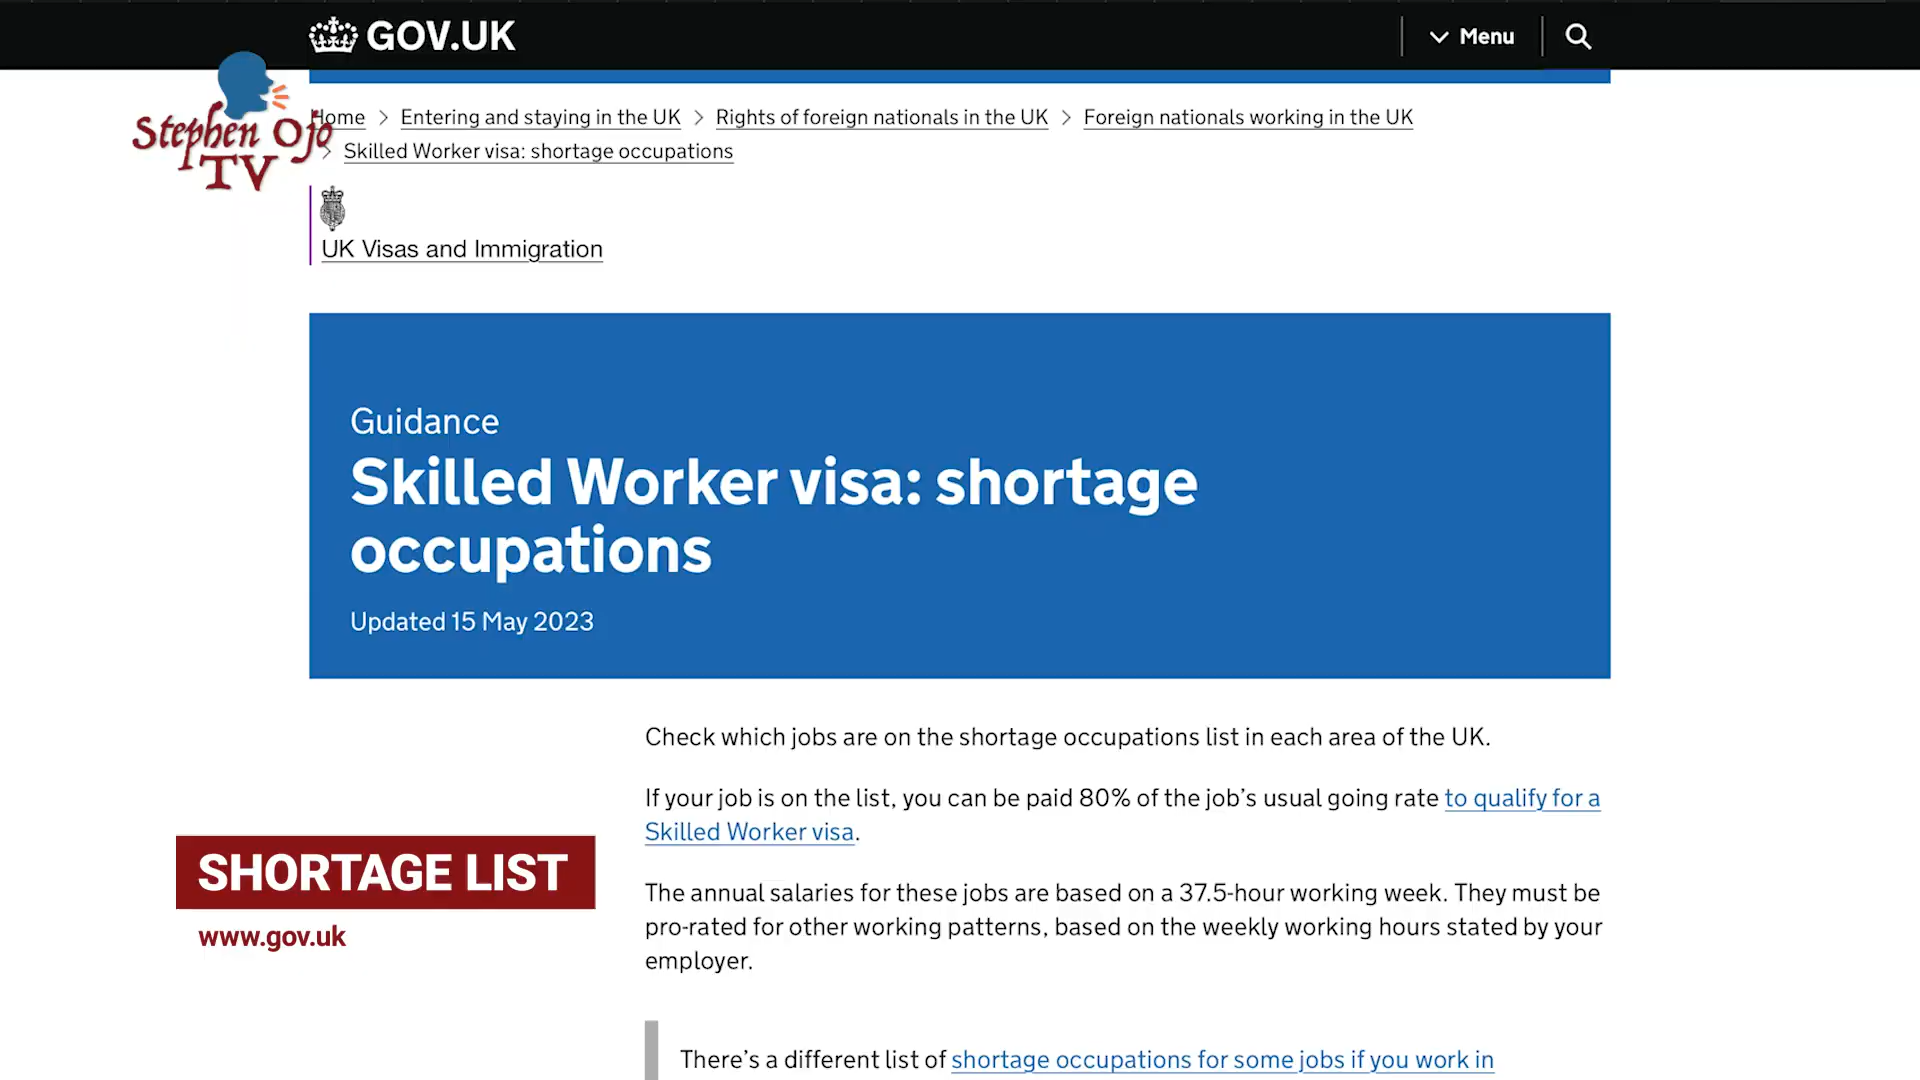 GOV.UK
Menu
Stephen Ojo
TV
Home > Entering and staying in the UK > Rights of foreign nationals in the UK > Foreign nationals working in the UK
> Skilled Worker visa: shortage occupations
UK Visas and Immigration
Guidance
Skilled Worker visa: shortage
occupations
Updated 15 May 2023
Check which jobs are on the shortage occupations list in each area of the UK.
If your job is on the list, you can be paid 80% of the job’s usual going rate to qualify for a
Skilled Worker visa.
The annual salaries for these jobs are based on a 37.5-hour working week. They must be
pro-rated for other working patterns, based on the weekly working hours stated by your
employer.
There’s a different list of shortage occupations for some jobs if you work in
SHORTAGE LIST
www.gov.uk